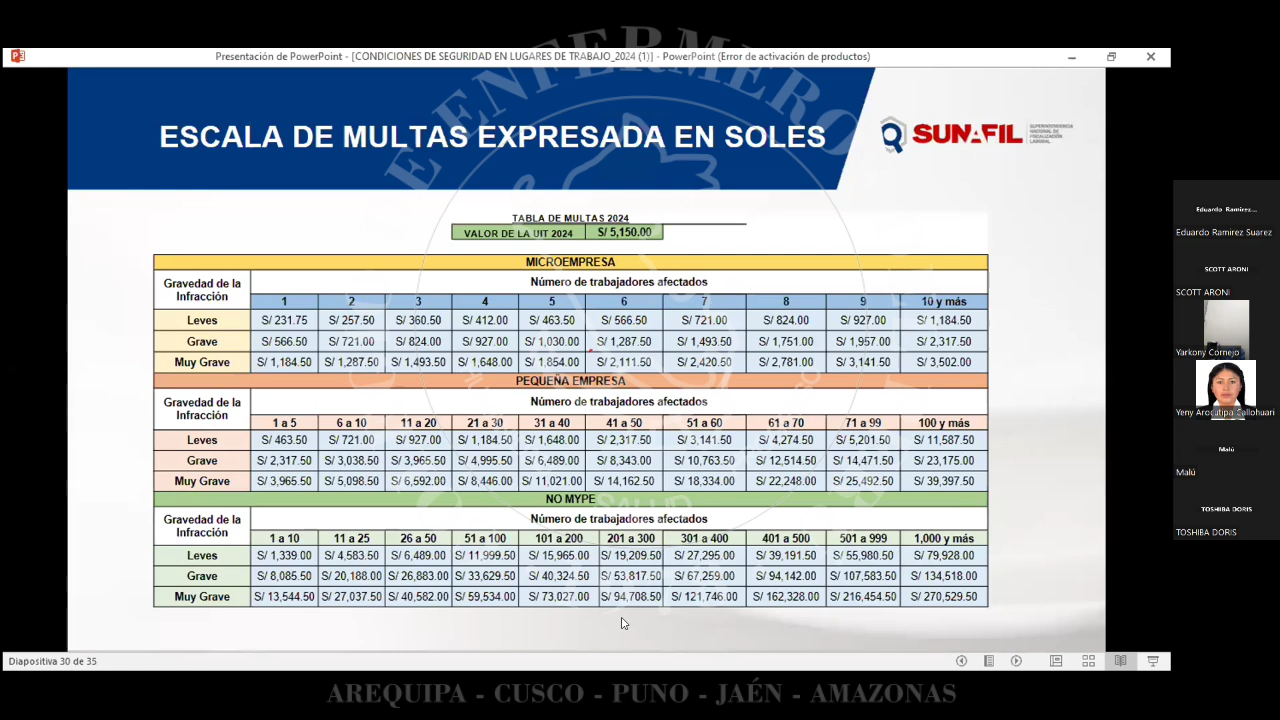 ENFERMERO
Presentación de PowerPoint - [CONDICIONES DE SEGURIDAD EN LUGARES DE TRABAJO_2024 (1)] - PowerPoint (Error de activación de productos)
ESCALA DE MULTAS EXPRESADA EN SOLES
SUNAFIL
SUPERINTENDENCIA
NACIONAL DE
FISCALIZACIÓN
LABORAL
TABLA DE MULTAS 2024
VALOR DE LA UIT 2024 S/ 5,150.00
MICROEMPRESA
Gravedad de la Infracción Número de trabajadores afectados
1 2 3 4 5 6 7 8 9 10 y más
Leves S/ 231.75 S/ 257.50 S/ 360.50 S/ 412.00 S/ 463.50 S/ 566.50 S/ 721.00 S/ 824.00 S/ 927.00 S/ 1,184.50
Grave S/ 566.50 S/ 721.00 S/ 824.00 S/ 927.00 S/ 1,030.00 S/ 1,287.50 S/ 1,493.50 S/ 1,751.00 S/ 1,957.00 S/ 2,317.50
Muy Grave S/ 1,184.50 S/ 1,287.50 S/ 1,493.50 S/ 1,648.00 S/ 1,854.00 S/ 2,111.50 S/ 2,420.50 S/ 2,781.00 S/ 3,141.50 S/ 3,502.00
PEQUEÑA EMPRESA
Gravedad de la Infracción Número de trabajadores afectados
1 a 5 6 a 10 11 a 20 21 a 30 31 a 40 41 a 50 51 a 60 61 a 70 71 a 99 100 y más
Leves S/ 463.50 S/ 721.00 S/ 927.00 S/ 1,184.50 S/ 1,648.00 S/ 2,317.50 S/ 3,141.50 S/ 4,274.50 S/ 5,201.50 S/ 11,587.50
Grave S/ 2,317.50 S/ 3,038.50 S/ 3,965.50 S/ 4,995.50 S/ 6,489.00 S/ 8,343.00 S/ 10,763.50 S/ 12,514.50 S/ 14,471.50 S/ 23,175.00
Muy Grave S/ 3,965.50 S/ 5,098.50 S/ 6,592.00 S/ 8,446.00 S/ 11,021.00 S/ 14,162.50 S/ 18,334.00 S/ 22,248.00 S/ 25,492.50 S/ 39,397.50
NO MYPE
Gravedad de la Infracción Número de trabajadores afectados
1 a 10 11 a 25 26 a 50 51 a 100 101 a 200 201 a 300 301 a 400 401 a 500 501 a 999 1,000 y más
Leves S/ 1,339.00 S/ 4,583.50 S/ 6,489.00 S/ 11,999.50 S/ 15,965.00 S/ 19,209.50 S/ 27,295.00 S/ 39,191.50 S/ 55,980.50 S/ 79,928.00
Grave S/ 8,085.50 S/ 20,188.00 S/ 26,883.00 S/ 33,629.50 S/ 40,324.50 S/ 53,817.50 S/ 67,259.00 S/ 94,142.00 S/ 107,583.50 S/ 134,518.00
Muy Grave S/ 13,544.50 S/ 27,037.50 S/ 40,582.00 S/ 59,534.00 S/ 73,027.00 S/ 94,708.50 S/ 121,746.00 S/ 162,328.00 S/ 216,454.50 S/ 270,529.50
SALUD
Diapositiva 30 de 35
AREQUIPA - CUSCO - PUNO - JAÉN - AMAZONAS
Eduardo Ramirez...
Eduardo Ramirez Suarez
SCOTT ARONI
SCOTT ARONI
Yarkony Cornejo
Yeny Arocutipa Callohuari
Malú
Malú
TOSHIBA DORIS
TOSHIBA DORIS